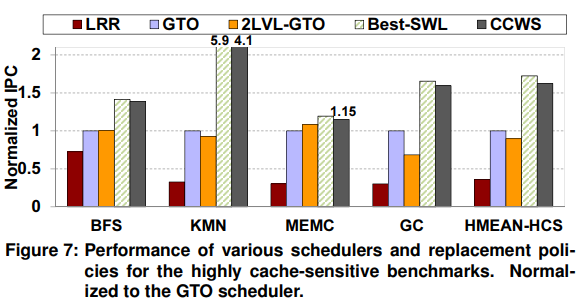 LRR GTO 2LVL-GTO Best-SWL CCWS
Normalized IPC
2
1.5
1
0.5
0
5.9 4.1
1.15
BFS KMN MEMC GC HMEAN-HCS
Figure 7: Performance of various schedulers and replacement poli-
cies for the highly cache-sensitive benchmarks. Normal-
ized to the GTO scheduler.